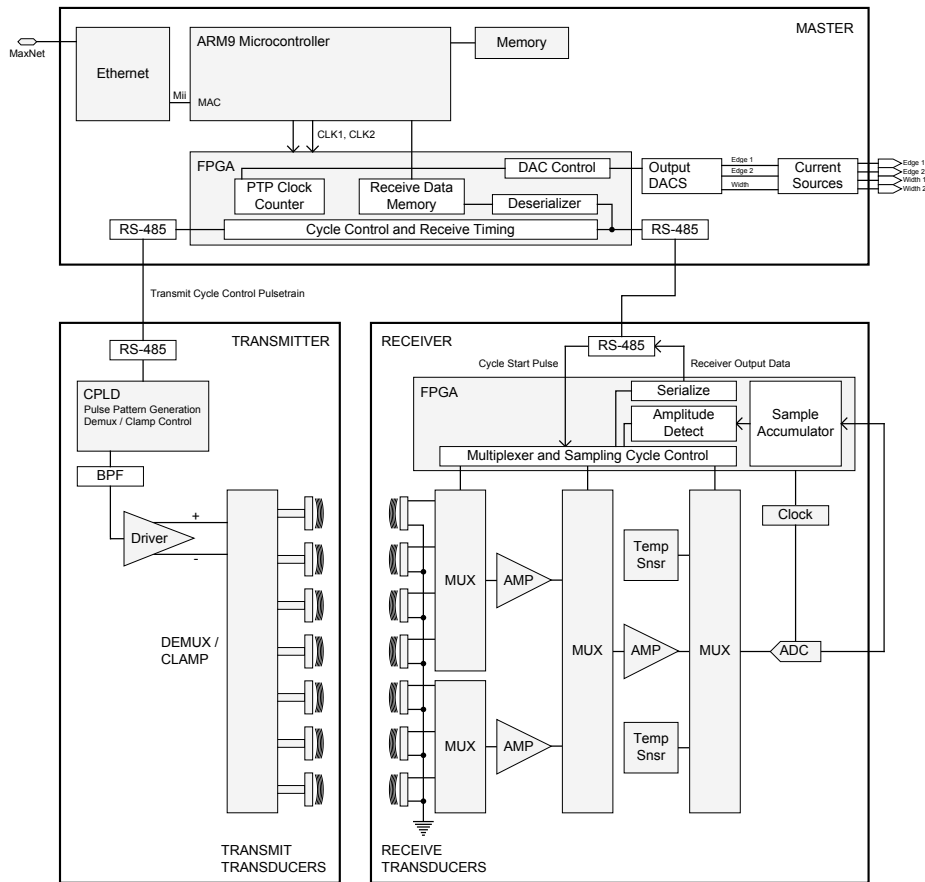 MASTER
MaxNet
Ethernet
Mii
ARM9 Microcontroller
MAC
Memory
CLK1, CLK2
FPGA
DAC Control
PTP Clock
Counter
Receive Data
Memory
Deserializer
Cycle Control and Receive Timing
RS-485
RS-485
Output
DACS
Edge 1
Edge 2
Width
Current
Sources
Edge 1
Edge 2
Width 1
Width 2
Transmit Cycle Control Pulsetrain
TRANSMITTER
RS-485
CPLD
Pulse Pattern Generation
Demux / Clamp Control
BPF
Driver
+
-
DEMUX /
CLAMP
TRANSMIT
TRANSDUCERS
RECEIVER
RS-485
Cycle Start Pulse
Receiver Output Data
FPGA
Serialize
Amplitude
Detect
Sample
Accumulator
Multiplexer and Sampling Cycle Control
Clock
MUX
AMP
MUX
AMP
MUX
Temp
Snsr
AMP
MUX
Temp
Snsr
ADC
RECEIVE
TRANSDUCERS